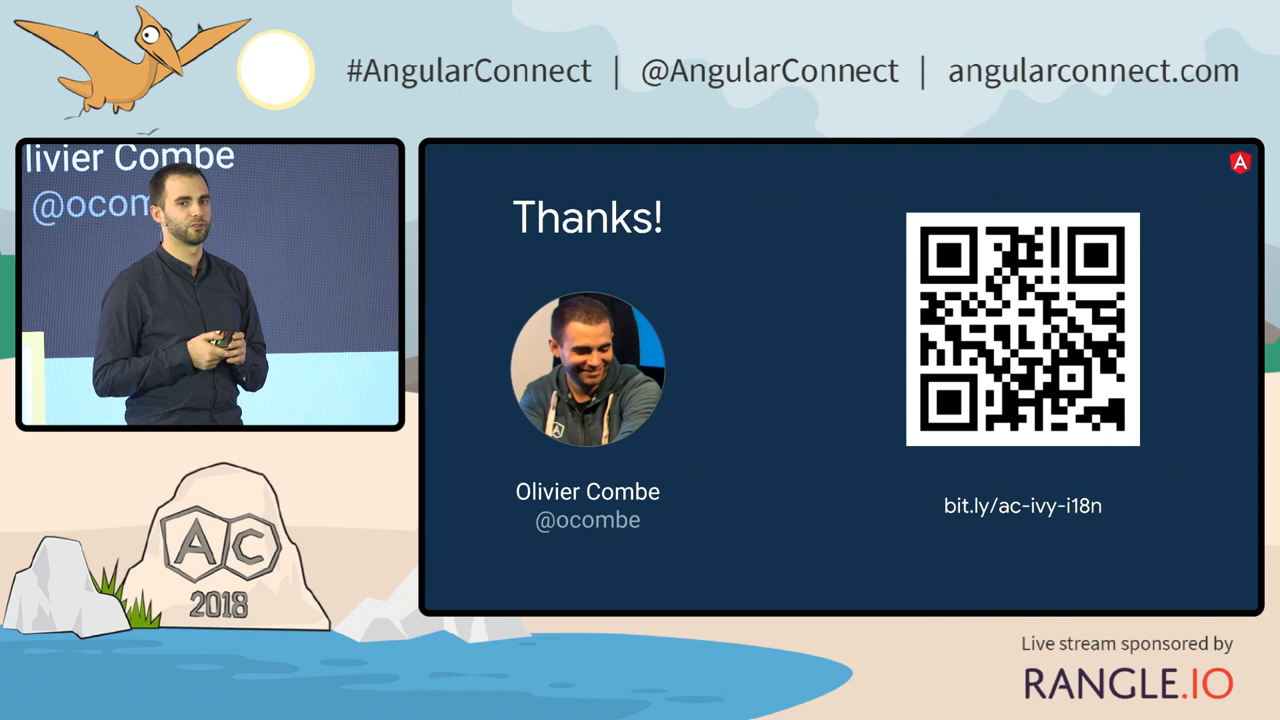 #AngularConnect | @AngularConnect | angularconnect.com
livier Combe
@ocom
Thanks!
Olivier Combe
@ocombe
bit.ly/ac-ivy-i18n
A
AC
2018
Live stream sponsored by
RANGLE.IO